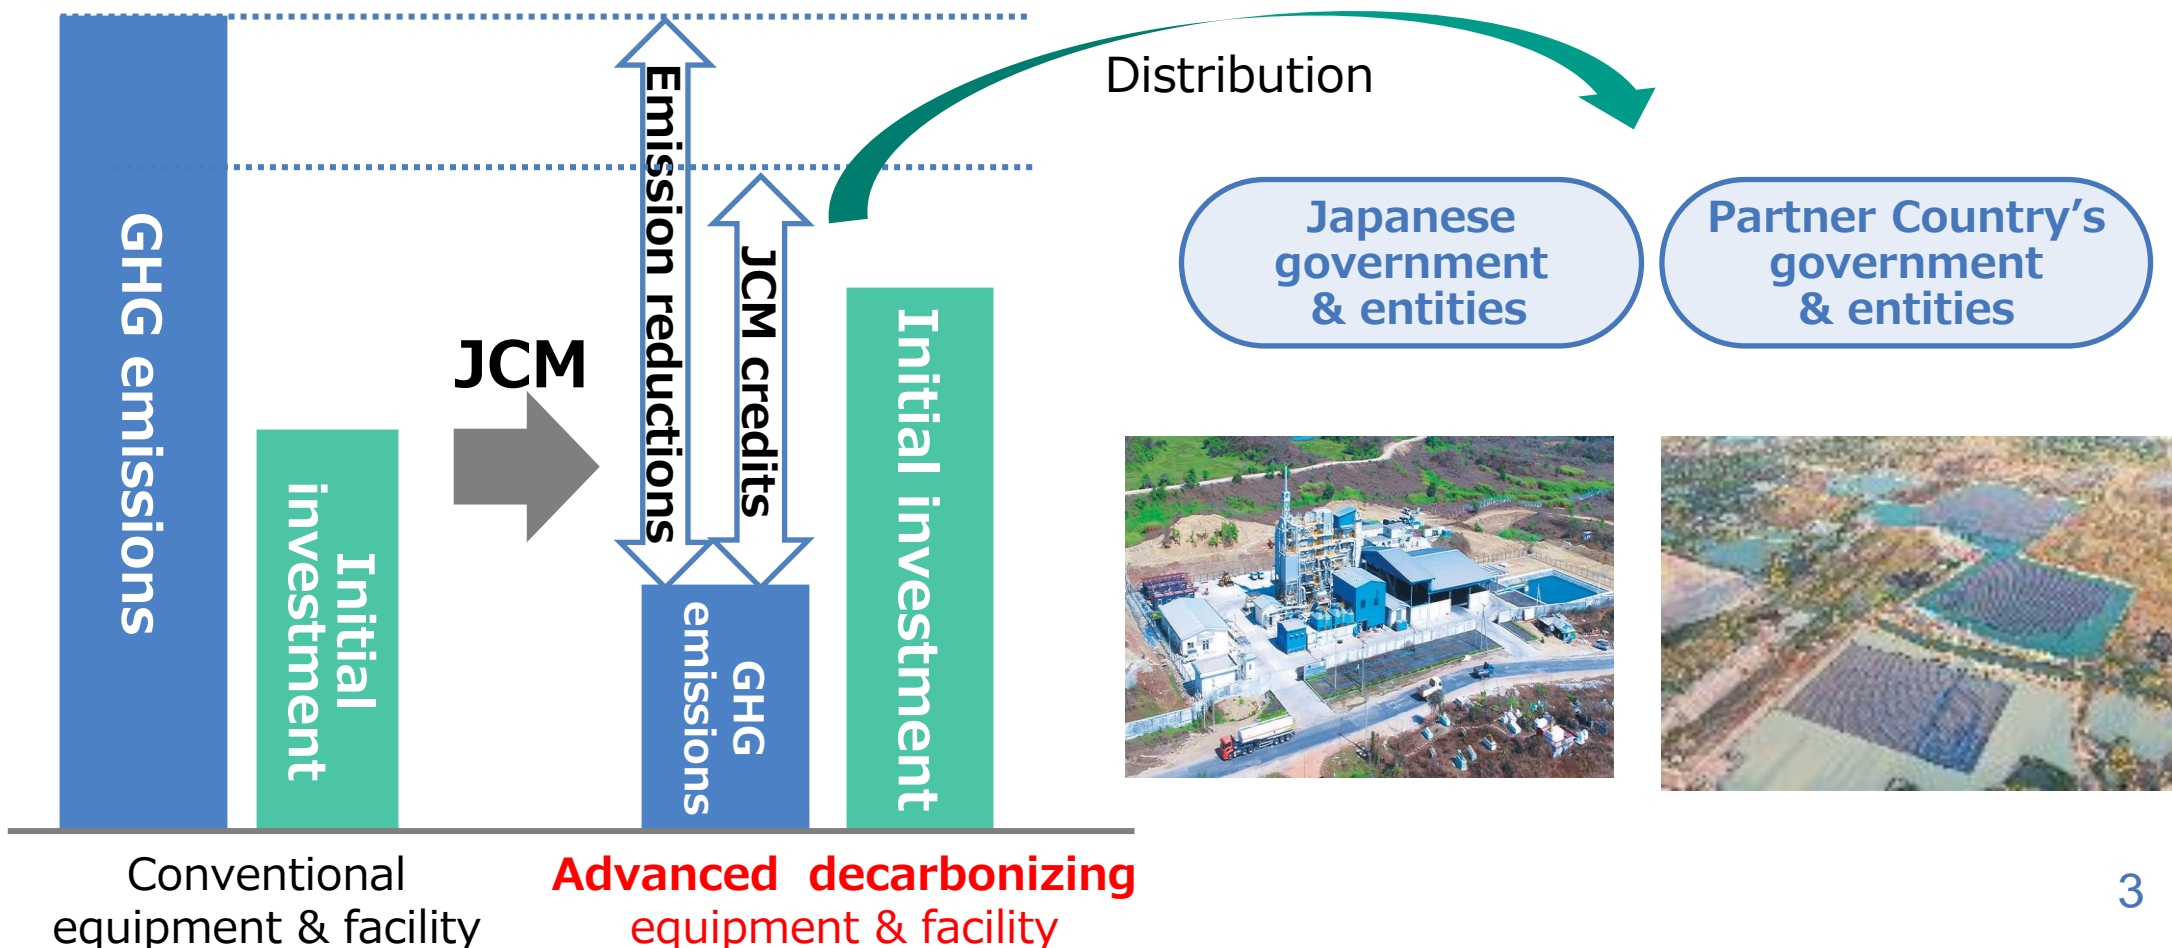 GHG emissions
Initial
investment
Conventional
equipment & facility
JCM
Emission reductions
JCM credits
GHG
emissions
Initial investment
Advanced decarbonizing
equipment & facility
Distribution
Japanese
government
& entities
Partner Country’s
government
& entities
3